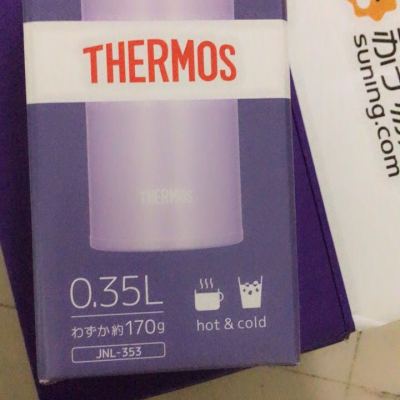 THERMOS
THERMOS
0.35L
わずか約170g
JNL-353
hot & cold
suning.com